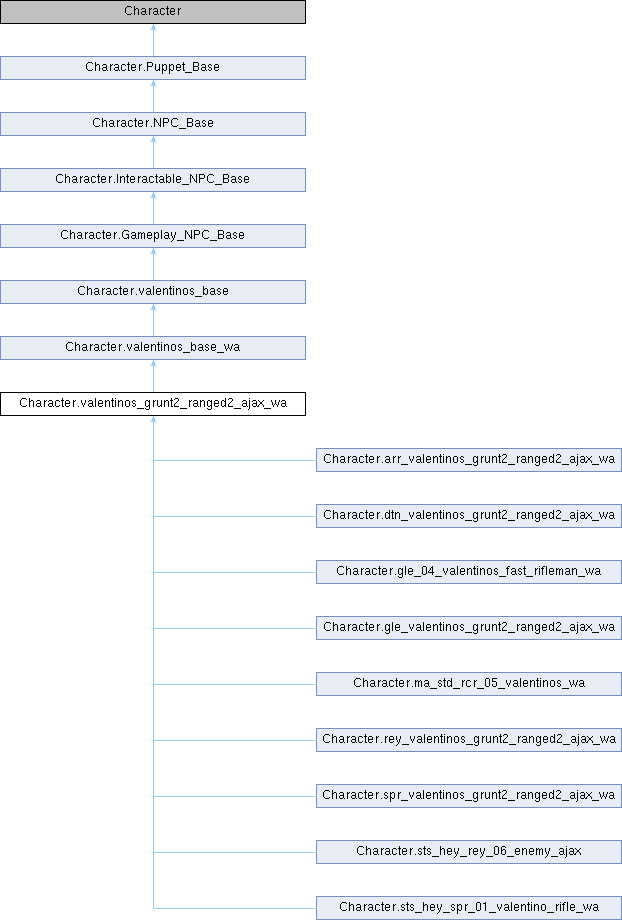 Character
Character.Puppet_Base
Character.NPC_Base
Character.Interactable_NPC_Base
Character.Gameplay_NPC_Base
Character.valentinos_base
Character.valentinos_base_wa
Character.valentinos_grunt2_ranged2_ajax_wa
Character.arr_valentinos_grunt2_ranged2_ajax_wa
Character.dtn_valentinos_grunt2_ranged2_ajax_wa
Character.gle_04_valentinos_fast_rifleman_wa
Character.gle_valentinos_grunt2_ranged2_ajax_wa
Character.ma_std_rcr_05_valentinos_wa
Character.rey_valentinos_grunt2_ranged2_ajax_wa
Character.spr_valentinos_grunt2_ranged2_ajax_wa
Character.sts_hey_rey_06_enemy_ajax
Character.sts_hey_spr_01_valentino_rifle_wa